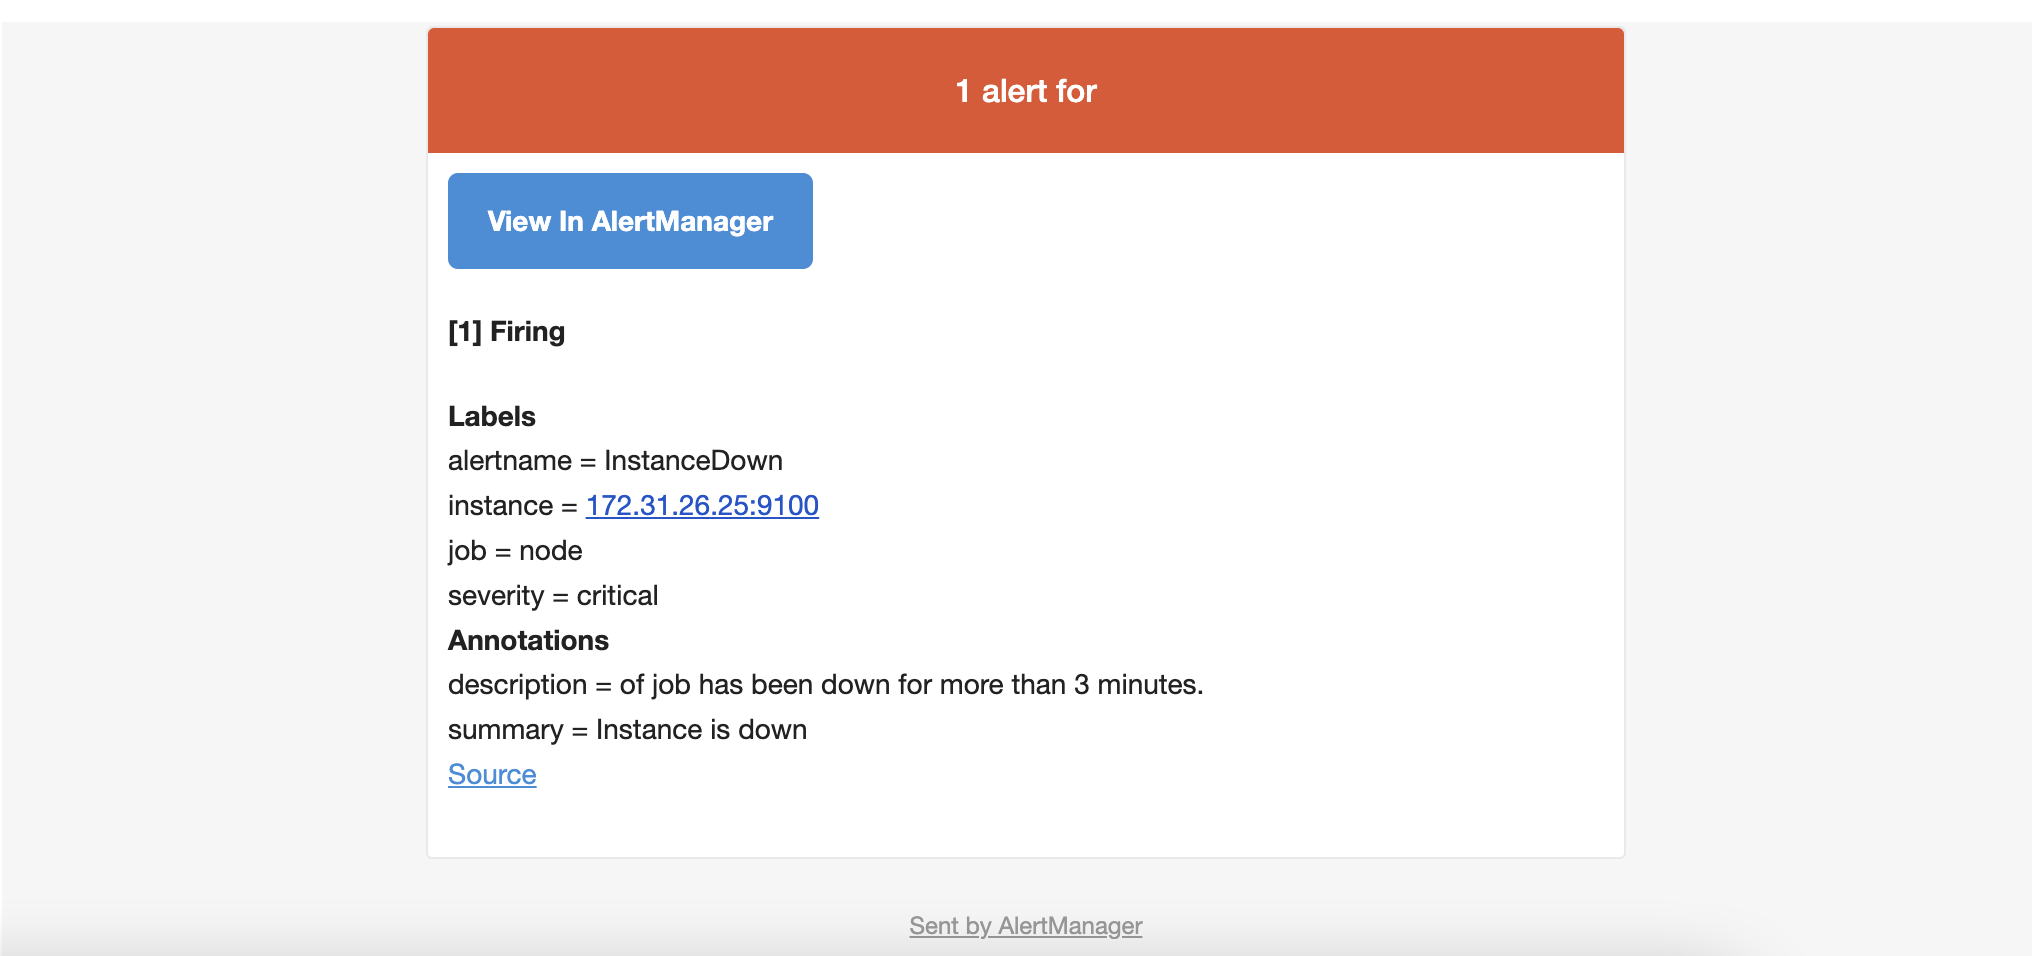 1 alert for
View In AlertManager
[1] Firing
Labels
alertname = InstanceDown
instance = 172.31.26.25:9100
job = node
severity = critical
Annotations
description = of job has been down for more than 3 minutes.
summary = Instance is down
Source
Sent by AlertManager